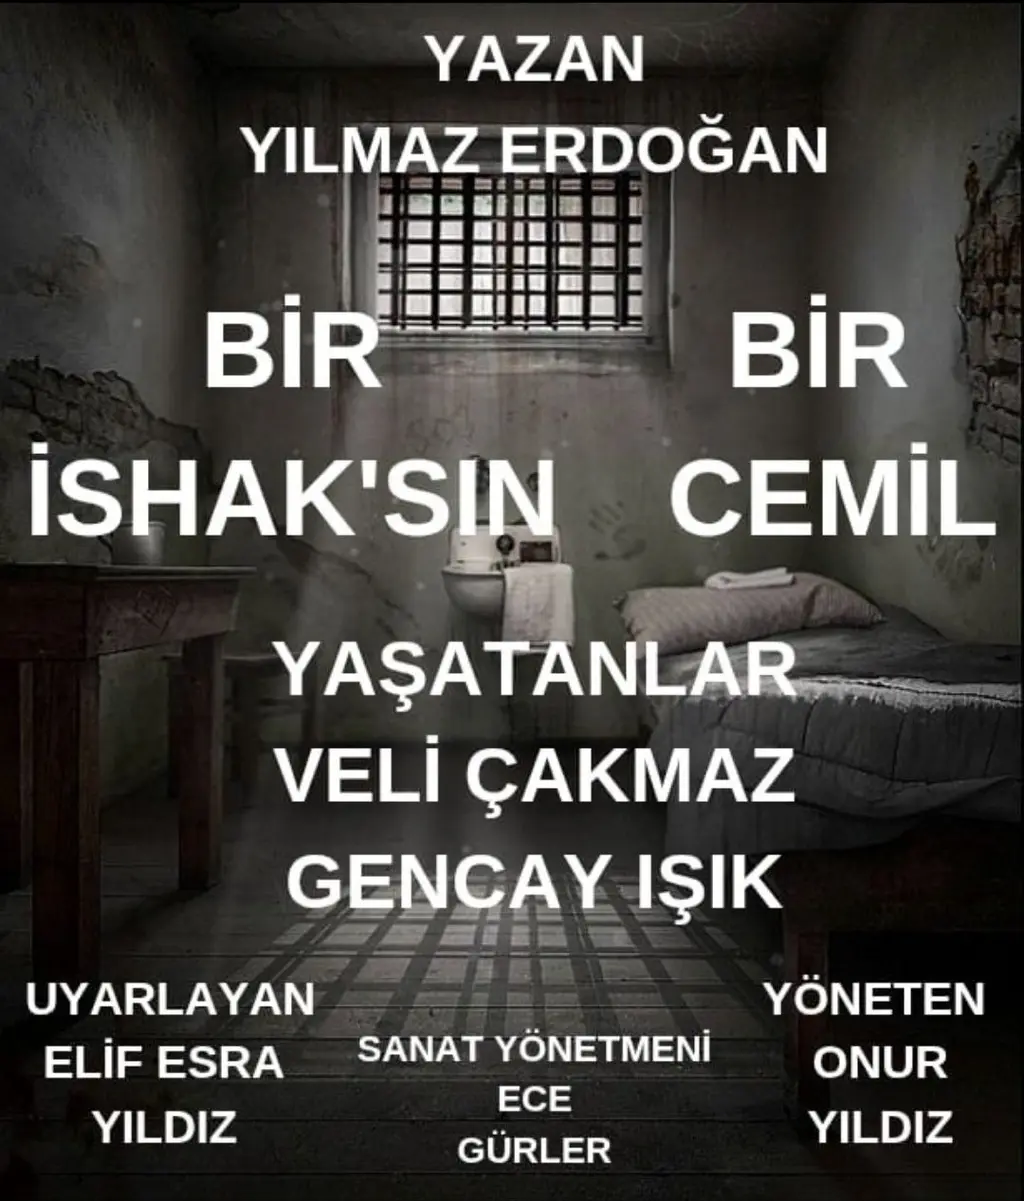 YAZAN
YILMAZ ERDOĞAN
BİR BİR
İSHAK'SIN CEMİL
YAŞATANLAR
VELİ ÇAKMAZ
GENCAY IŞIK
UYARLAYAN
ELİF ESRA
YILDIZ
SANAT YÖNETMENİ
ECE
GÜRLER
YÖNETEN
ONUR
YILDIZ